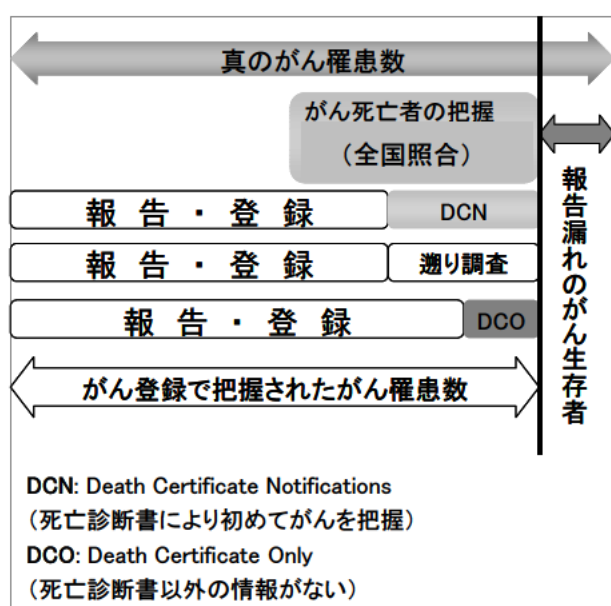 真のがん罹患数
がん死亡者の把握
（全国照合）
報告漏れのがん生存者
報 告 ・ 登 録
DCN
報 告 ・ 登 録
遡り調査
報 告 ・ 登 録
DCO
がん登録で把握されたがん罹患数
DCN: Death Certificate Notifications
（死亡診断書により初めてがんを把握）
DCO: Death Certificate Only
（死亡診断書以外の情報がない）